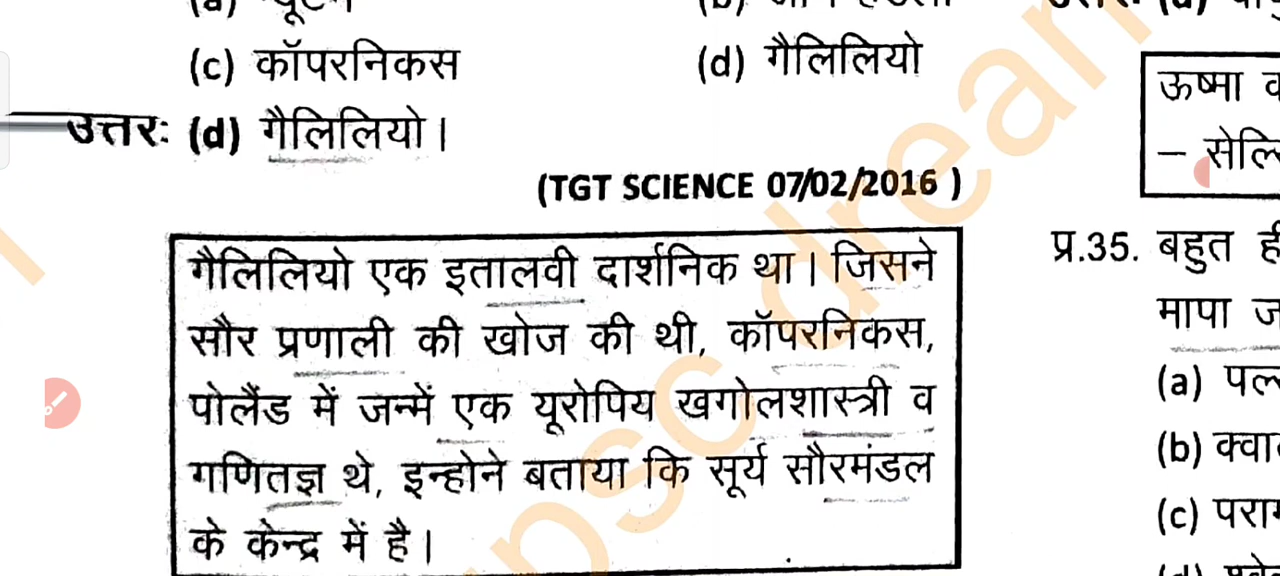 (c) कॉपरनिकस
(d) गैलिलियो
उत्तरः (d) गैलिलियो।
(TGT SCIENCE 07/02/2016 )
गैलिलियो एक इतालवी दार्शनिक था। जिसने
सौर प्रणाली की खोज की थी, कॉपरनिकस,
पोलैंड में जन्में एक यूरोपिय खगोलशास्त्री व
गणितज्ञ थे, इन्होने बताया कि सूर्य सौरमंडल
के केन्द्र में है।
ऊष्मा
–
प्र.35. बहुत
मापा
(a)
(b)
(c)